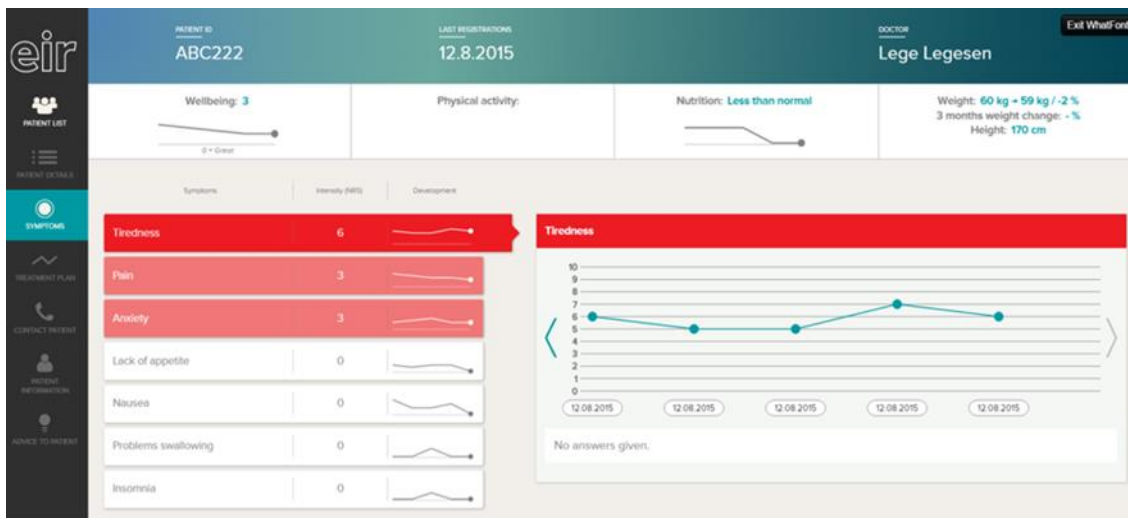 eir
PATIENT ID
ABC222
LAST REGISTRATIONS
12.8.2015
DOCTOR
Lege Legesen
Exit WhatFont
PATIENT LIST
PATIENT DETAILS
SYMPTOMS
TREATMENT PLAN
CONTACT PATIENT
PATIENT
INFORMATION
ADVICE TO PATIENT
Wellbeing: 3
0 = Great
Physical activity:
Nutrition: Less than normal
Weight: 60 kg → 59 kg / -2 %
3 months weight change: - %
Height: 170 cm
Symptoms Intensity (NRS) Development
Tiredness 6
Pain 3
Anxiety 3
Lack of appetite 0
Nausea 0
Problems swallowing 0
Insomnia 0
Tiredness
10
9
8
7
6
5
4
3
2
1
0
12.08.2015 12.08.2015 12.08.2015 12.08.2015 12.08.2015
No answers given.